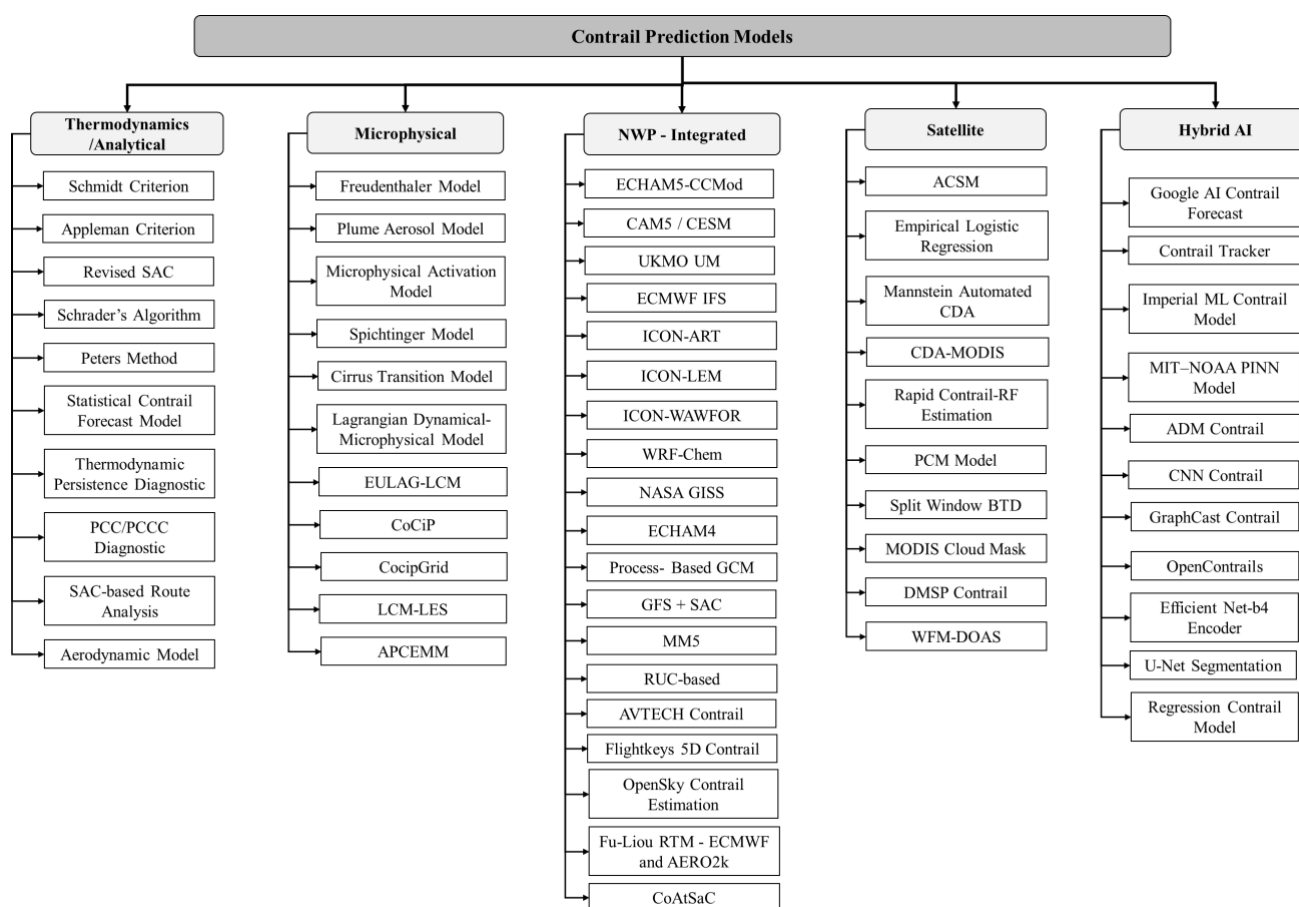 Contrail Prediction Models
Thermodynamics
/Analytical
Schmidt Criterion
Appleman Criterion
Revised SAC
Schrader's Algorithm
Peters Method
Statistical Contrail
Forecast Model
Thermodynamic
Persistence Diagnostic
PCC/PCCC
Diagnostic
SAC-based Route
Analysis
Aerodynamic Model
Microphysical
Freudenthaler Model
Plume Aerosol Model
Microphysical Activation
Model
Spichtinger Model
Cirrus Transition Model
Lagrangian Dynamical-
Microphysical Model
EULAG-LCM
CoCiP
CocipGrid
LCM-LES
APCEMM
NWP - Integrated
ECHAM5-CCMod
CAM5 / CESM
UKMO UM
ECMWF IFS
ICON-ART
ICON-LEM
ICON-WAWFOR
WRF-Chem
NASA GISS
ECHAM4
Process- Based GCM
GFS + SAC
MM5
RUC-based
AVTECH Contrail
Flightkeys 5D Contrail
OpenSky Contrail
Estimation
Fu-Liou RTM - ECMWF
and AERO2k
CoAtSaC
Satellite
ACSM
Empirical Logistic
Regression
Mannstein Automated
CDA
CDA-MODIS
Rapid Contrail-RF
Estimation
PCM Model
Split Window BTD
MODIS Cloud Mask
DMSP Contrail
WFM-DOAS
Hybrid AI
Google AI Contrail
Forecast
Contrail Tracker
Imperial ML Contrail
Model
MIT–NOAA PINN
Model
ADM Contrail
CNN Contrail
GraphCast Contrail
OpenContrails
Efficient Net-b4
Encoder
U-Net Segmentation
Regression Contrail
Model